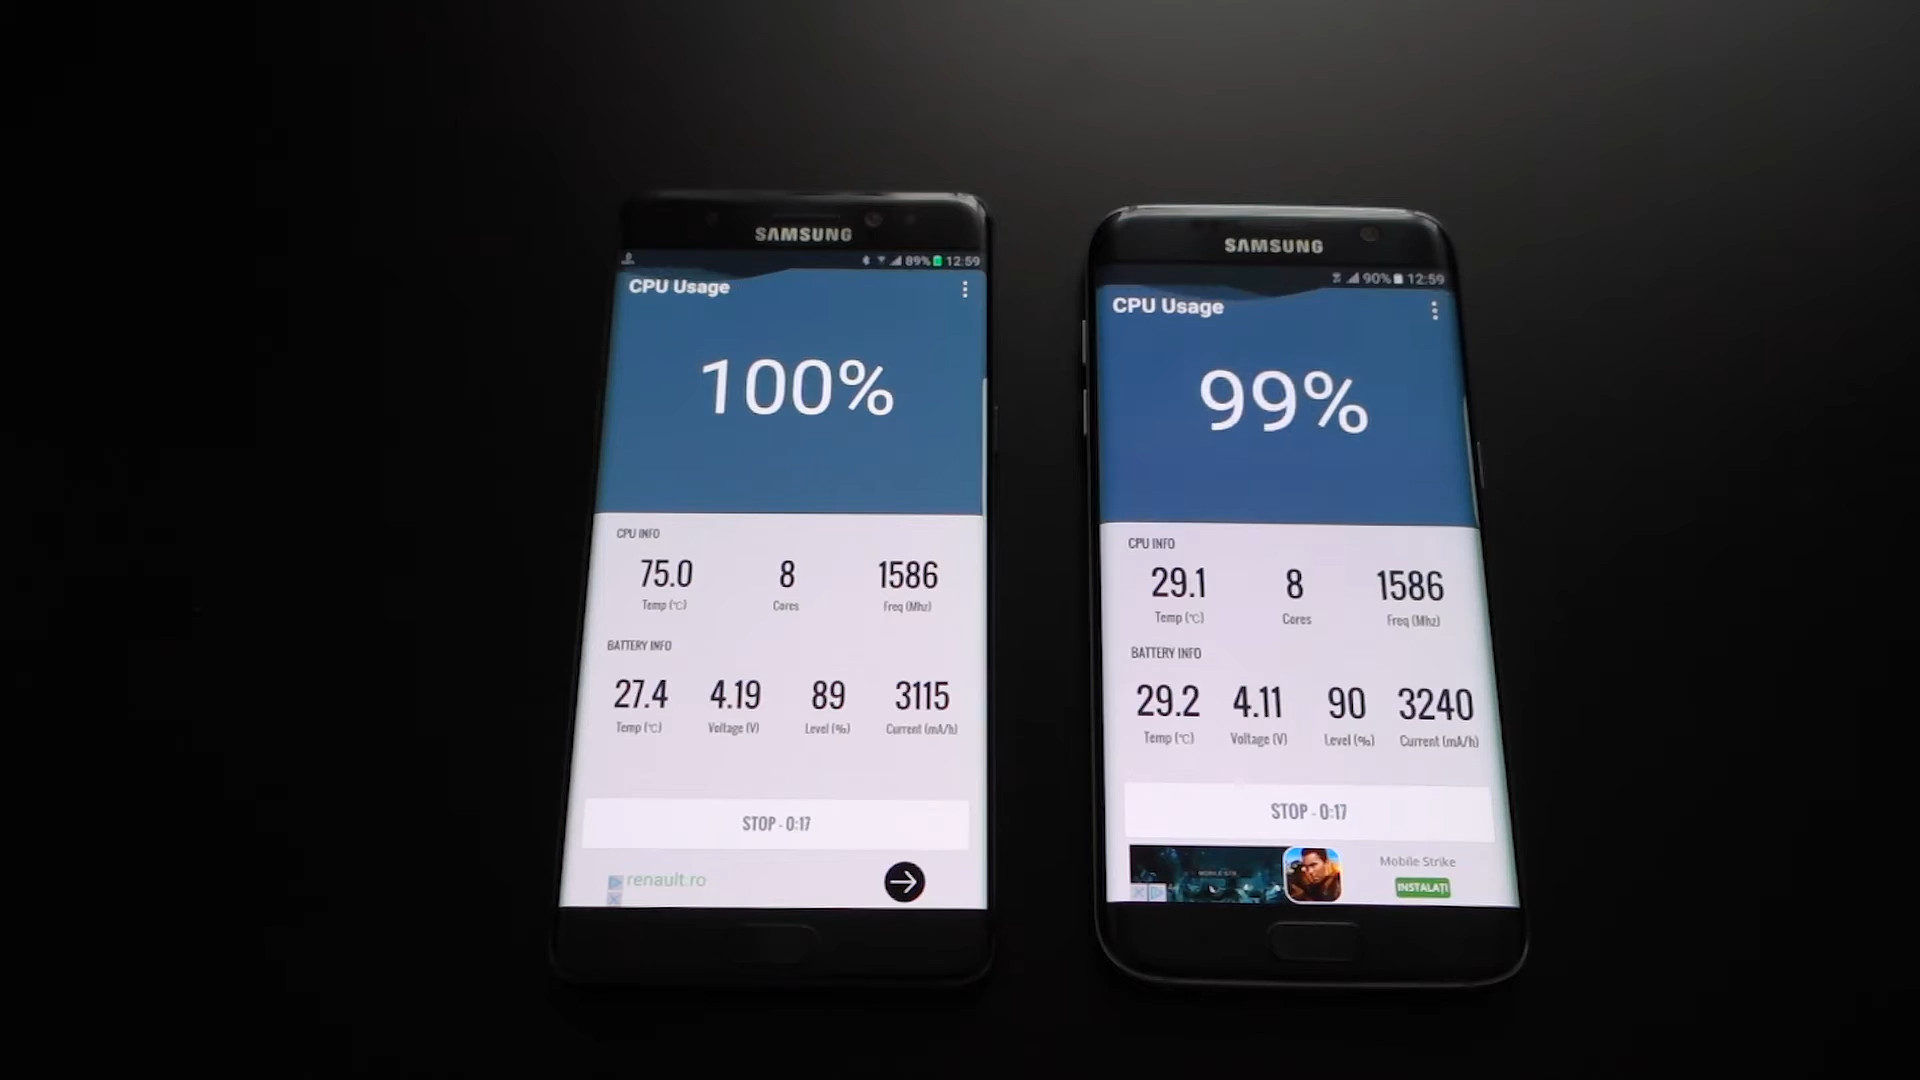 SAMSUNG
89% 12:59
CPU Usage
100%
CPU INFO
75.0 8 1586
Temp (℃) Cores Freq (Mhz)
BATTERY INFO
27.4 4.19 89 3115
Temp (℃) Voltage (V) Level (%) Current (mA/h)
STOP - 0:17
renault.ro
SAMSUNG
90% 12:59
CPU Usage
99%
CPU INFO
29.1 8 1586
Temp (℃) Cores Freq (Mhz)
BATTERY INFO
29.2 4.11 90 3240
Temp (℃) Voltage (V) Level (%) Current (mA/h)
STOP - 0:17
Mobile Strike
INSTALAȚI